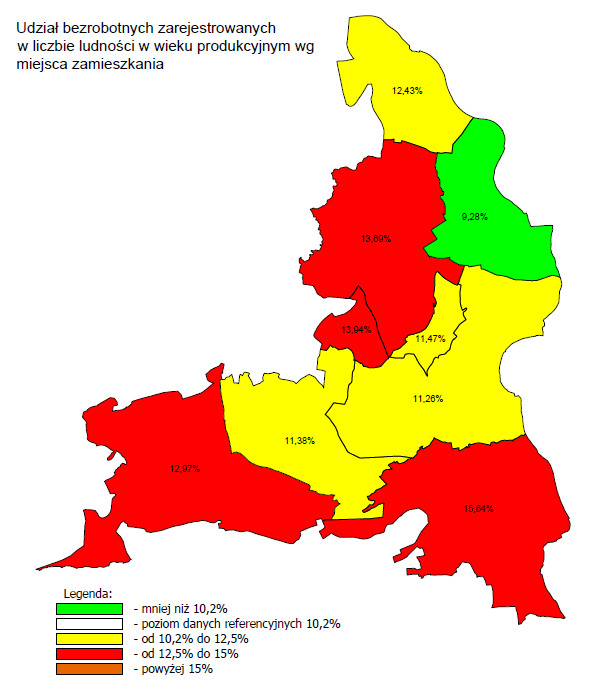 Udział bezrobotnych zarejestrowanych
w liczbie ludności w wieku produkcyjnym wg
miejsca zamieszkania
12,43%
9,28%
13,69%
13,94%
11,47%
11,26%
11,38%
12,97%
15,64%
Legenda:
- mniej niż 10,2%
- poziom danych referencyjnych 10,2%
- od 10,2% do 12,5%
- od 12,5% do 15%
- powyżej 15%